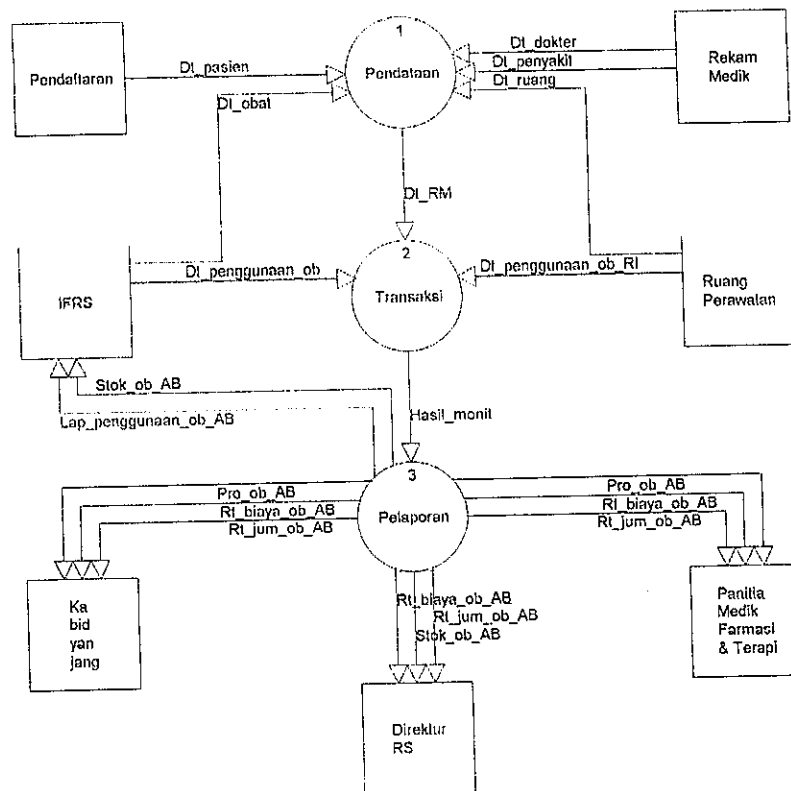 1
Pendataan
Pendaftaran
Dt_pasien
Dt_obat
Dt_dokter
Dt_penyakit
Dt_ruang
Rekam
Medik
Dt_RM
IFRS
Dt_penggunaan_ob
2
Transaksi
Dt_penggunaan_ob_RI
Ruang
Perawatan
Stok_ob_AB
Lap_penggunaan_ob_AB
Hasil_monit
3
Pelaporan
Pro_ob_AB
Rt_biaya_ob_AB
Rt_jum_ob_AB
Pro_ob_AB
Rt_biaya_ob_AB
Rt_jum_ob_AB
Ka
bid
yan
jang
Rt_biaya_ob_AB
Rt_jum_ob_AB
Stok_ob_AB
Panitia
Medik
Farmasi
& Terapi
Direktur
RS